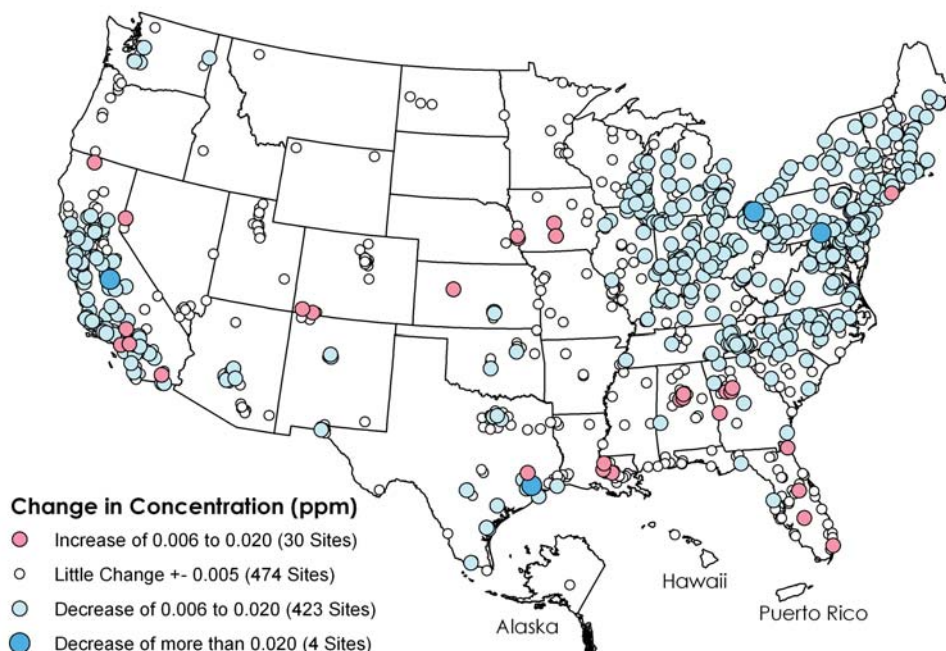 Hawaii
Puerto Rico
Alaska
Change in Concentration (ppm)
Increase of 0.006 to 0.020 (30 Sites)
Little Change +- 0.005 (474 Sites)
Decrease of 0.006 to 0.020 (423 Sites)
Decrease of more than 0.020 (4 Sites)